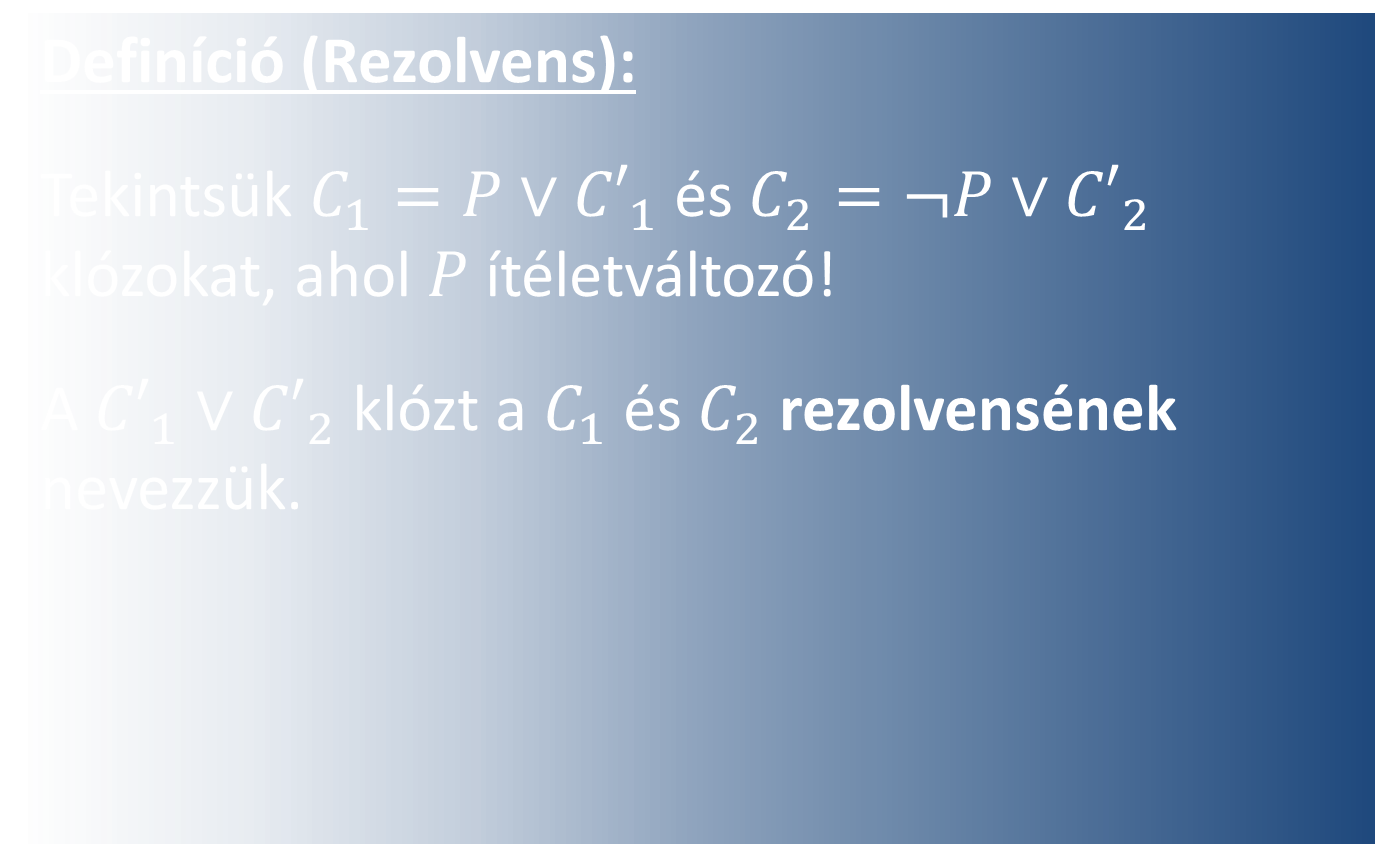 Definíció (Rezolvens):
Tekintsük C₁ = P ∨ C′₁ és C₂ = ¬P ∨ C′₂
klózokat, ahol P ítéletváltozó!
A C′₁ ∨ C′₂ klózt a C₁ és C₂ rezolvensének
nevezzük.